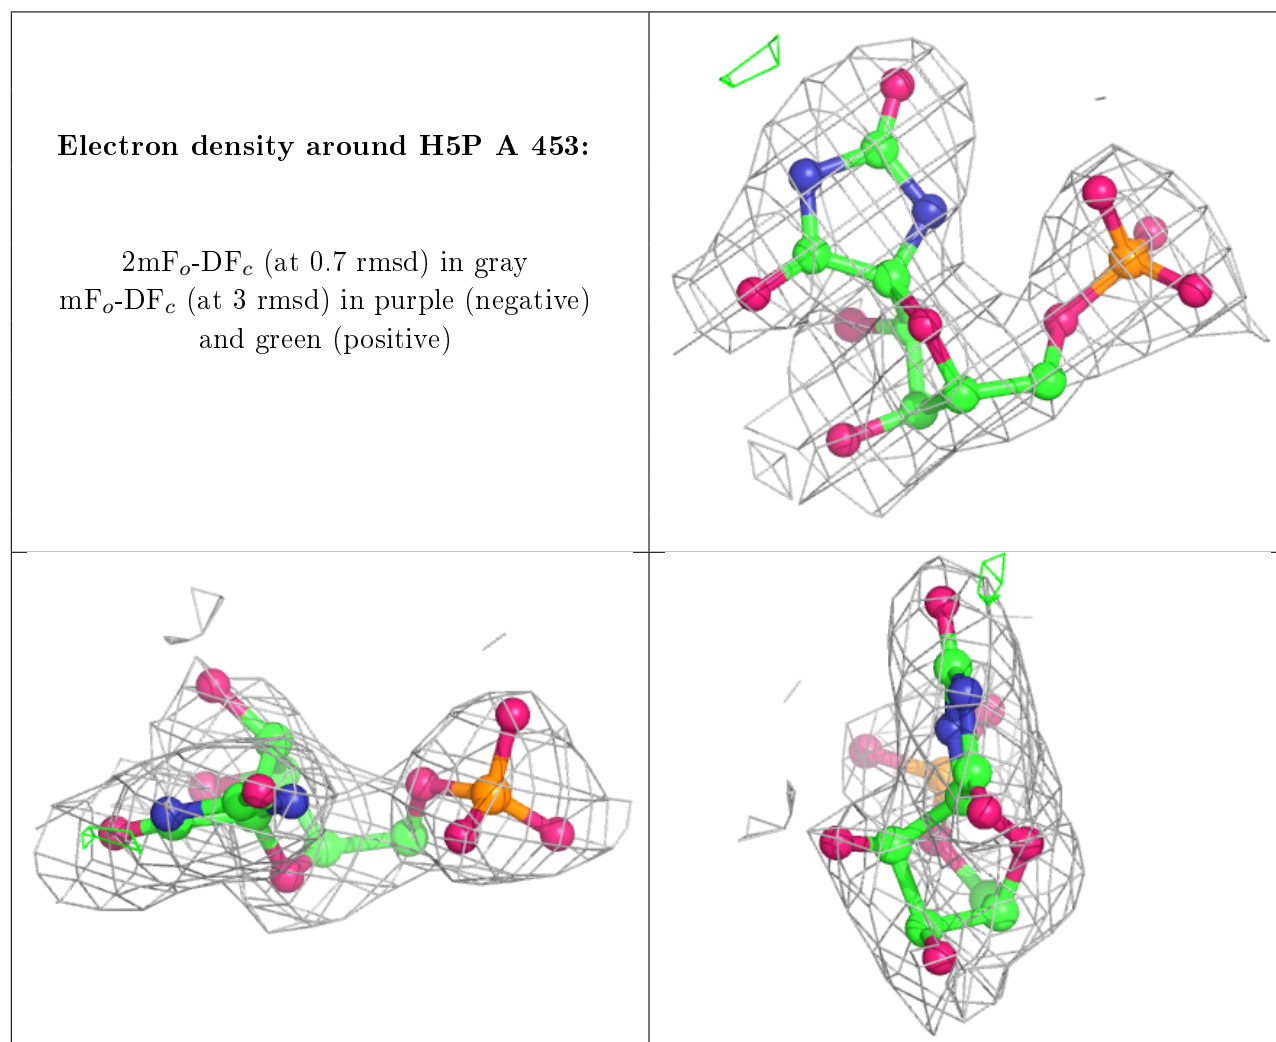 Electron density around H5P A 453:
2mFo-DFc (at 0.7 rmsd) in gray
mFo-DFc (at 3 rmsd) in purple (negative)
and green (positive)